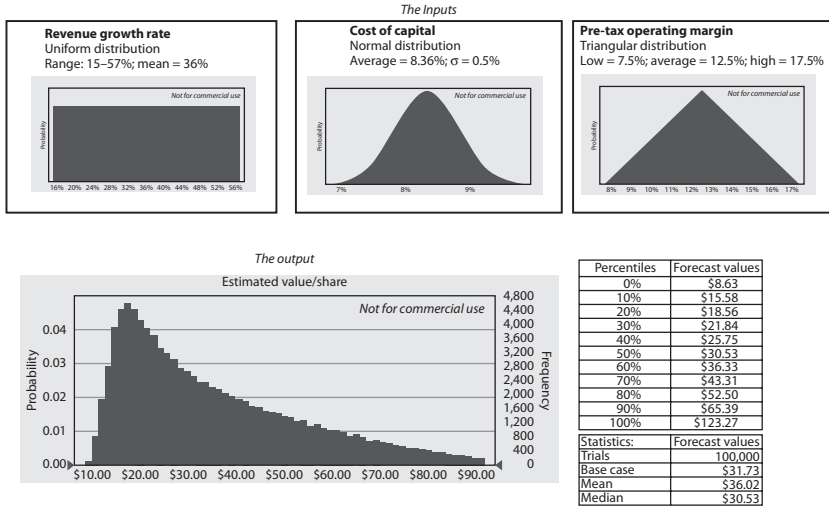 The Inputs
Revenue growth rate
Uniform distribution
Range: 15–57%; mean = 36%
Not for commercial use
Probability
16% 20% 24% 28% 32% 36% 40% 44% 48% 52% 56%
Cost of capital
Normal distribution
Average = 8.36%; σ = 0.5%
Not for commercial use
Probability
7% 8% 9%
Pre-tax operating margin
Triangular distribution
Low = 7.5%; average = 12.5%; high = 17.5%
Not for commercial use
Probability
8% 9% 10% 11% 12% 13% 14% 15% 16% 17%
The output
Estimated value/share
Not for commercial use
Probability
0.04
0.03
0.02
0.01
0.00
4,800
4,400
4,000
3,600
3,200
2,800
2,400
2,000
1,600
1,200
800
400
0
Frequency
$10.00 $20.00 $30.00 $40.00 $50.00 $60.00 $70.00 $80.00 $90.00
Percentiles Forecast values
0% $8.63
10% $15.58
20% $18.56
30% $21.84
40% $25.75
50% $30.53
60% $36.33
70% $43.31
80% $52.50
90% $65.39
100% $123.27
Statistics: Forecast values
Trials 100,000
Base case $31.73
Mean $36.02
Median $30.53